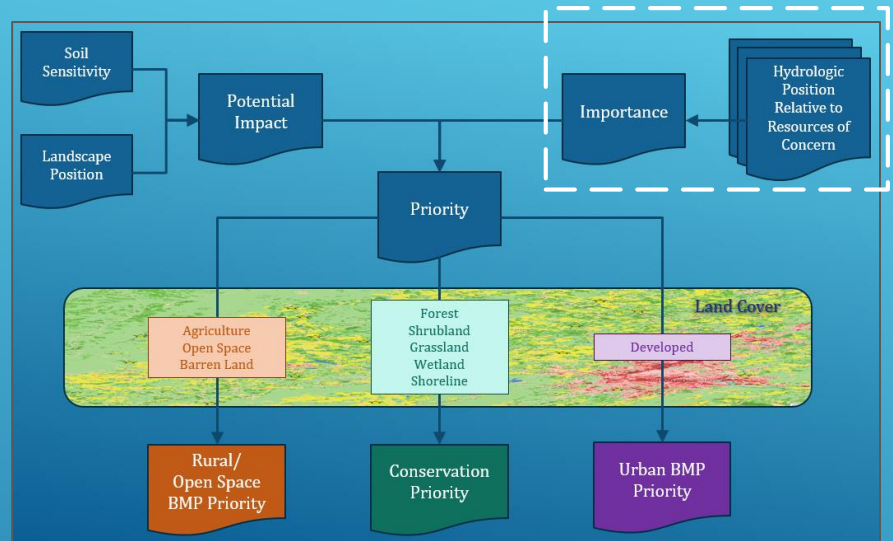 Soil
Sensitivity
Landscape
Position
Potential
Impact
Importance
Hydrologic
Position
Relative to
Resources of
Concern
Priority
Land Cover
Agriculture
Open Space
Barren Land
Forest
Shrubland
Grassland
Wetland
Shoreline
Developed
Rural/
Open Space
BMP Priority
Conservation
Priority
Urban BMP
Priority